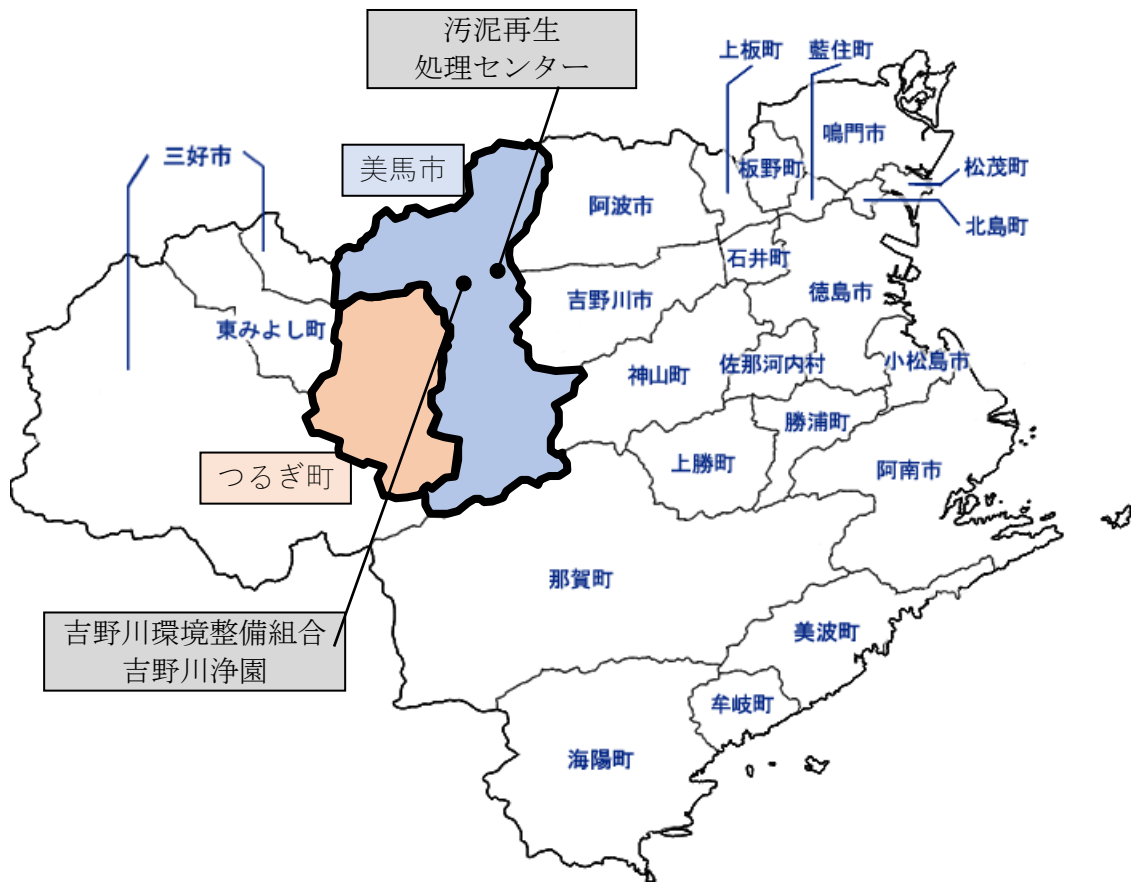 汚泥再生
処理センター
上板町
藍住町
鳴門市
三好市
美馬市
板野町
松茂町
阿波市
北島町
石井町
吉野川市
徳島市
東みよし町
神山町
佐那河内村
小松島市
勝浦町
つるぎ町
上勝町
阿南市
那賀町
吉野川環境整備組合
吉野川浄園
美波町
牟岐町
海陽町